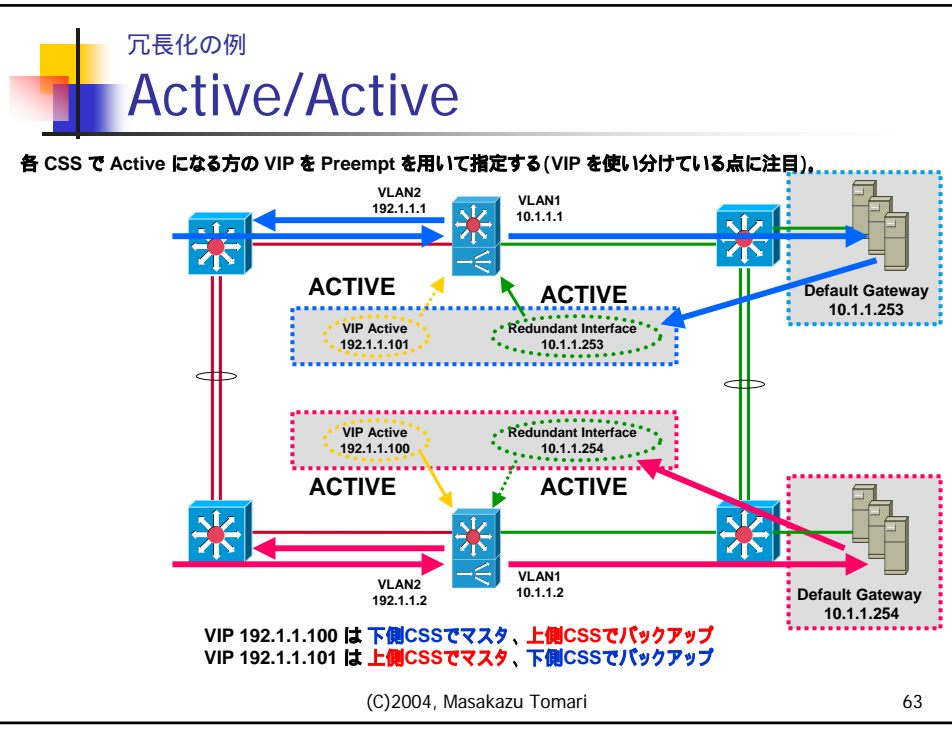 冗長化の例
Active/Active
各 CSS で Active になる方の VIP を Preempt を用いて指定する(VIP を使い分けている点に注目)。
VLAN2
192.1.1.1
VLAN1
10.1.1.1
ACTIVE
ACTIVE
VIP Active
192.1.1.101
Redundant Interface
10.1.1.253
Default Gateway
10.1.1.253
VIP Active
192.1.1.100
Redundant Interface
10.1.1.254
ACTIVE
ACTIVE
VLAN2
192.1.1.2
VLAN1
10.1.1.2
Default Gateway
10.1.1.254
VIP 192.1.1.100 は 下側CSSでマスタ、上側CSSでバックアップ
VIP 192.1.1.101 は 上側CSSでマスタ、下側CSSでバックアップ
(C)2004, Masakazu Tomari
63